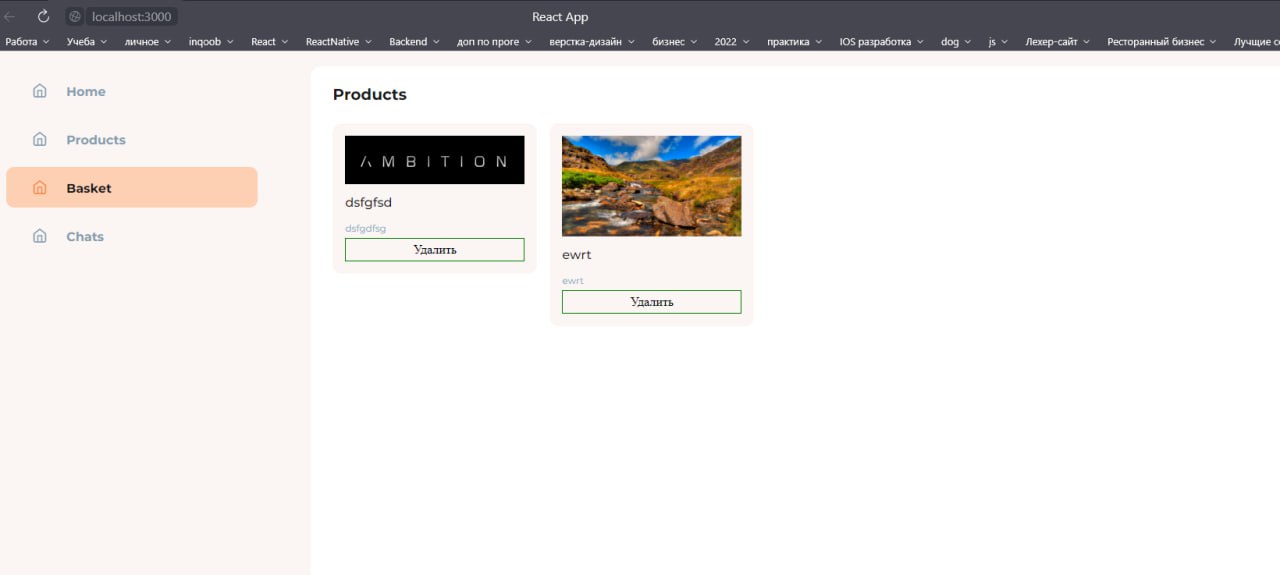 localhost:3000
React App
Работа Учеба личное inqoob React ReactNative Backend доп по проге верстка-дизайн бизнес 2022 практика IOS разработка dog js Лехер-сайт Ресторанный бизнес Лучшие се
Home
Products
Basket
Chats
Products
AMBITION
dsfgfsd
dsfgdfsg
Удалить
ewrt
ewrt
Удалить